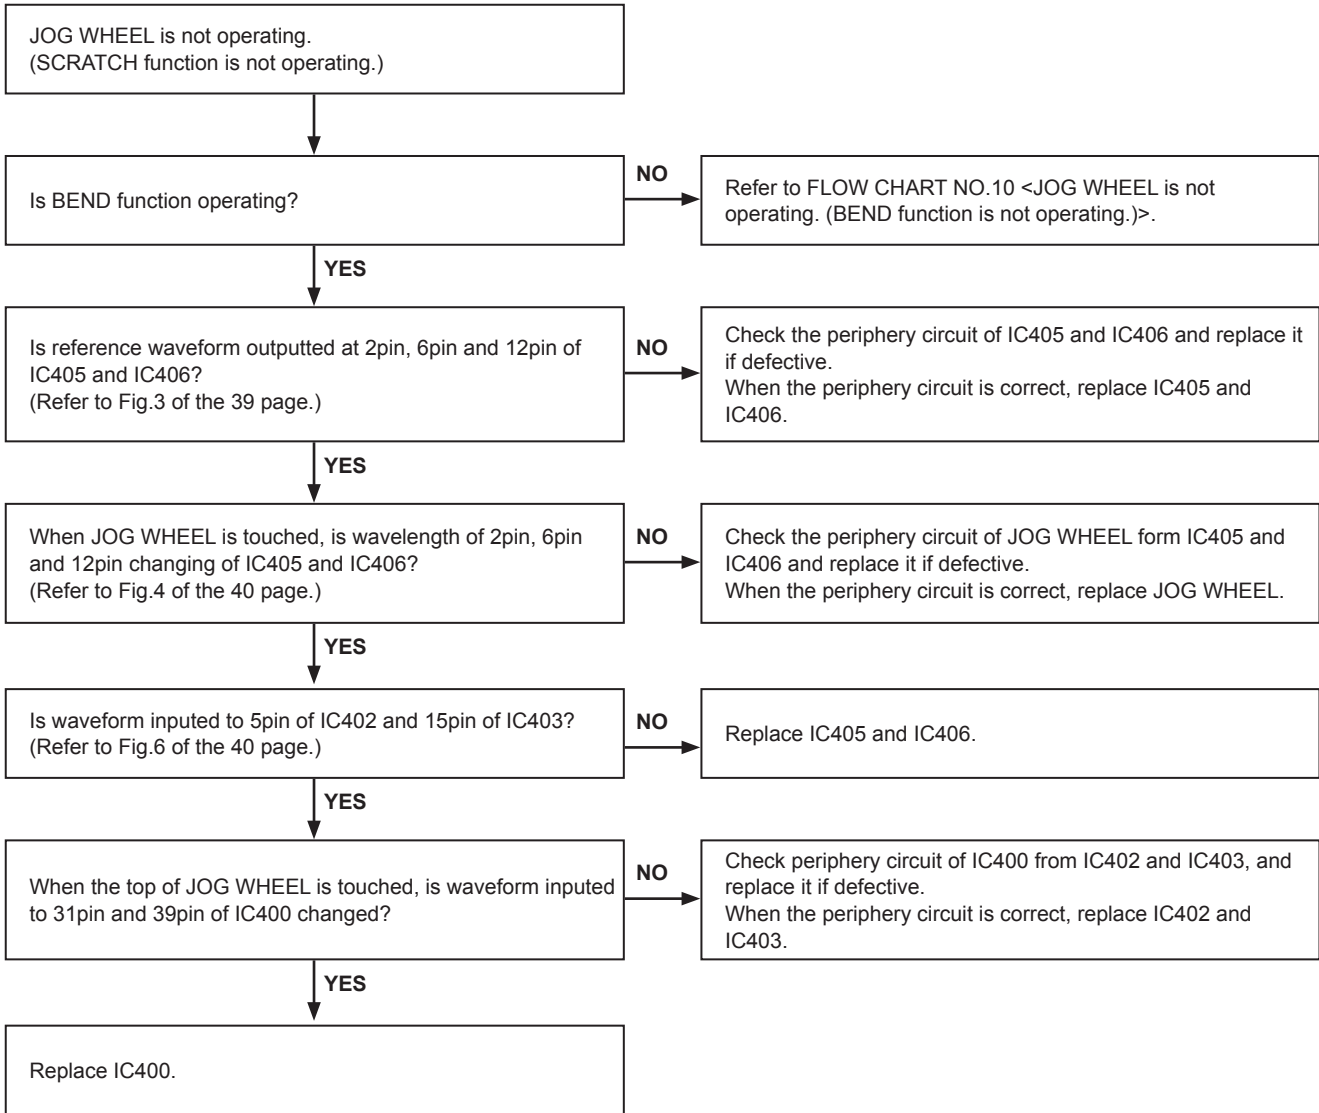 JOG WHEEL is not operating.
(SCRATCH function is not operating.)
Is BEND function operating?
NO
Refer to FLOW CHART NO.10 <JOG WHEEL is not
operating. (BEND function is not operating.)>.
YES
Is reference waveform outputted at 2pin, 6pin and 12pin of
IC405 and IC406?
(Refer to Fig.3 of the 39 page.)
NO
Check the periphery circuit of IC405 and IC406 and replace it
if defective.
When the periphery circuit is correct, replace IC405 and
IC406.
YES
When JOG WHEEL is touched, is wavelength of 2pin, 6pin
and 12pin changing of IC405 and IC406?
(Refer to Fig.4 of the 40 page.)
NO
Check the periphery circuit of JOG WHEEL form IC405 and
IC406 and replace it if defective.
When the periphery circuit is correct, replace JOG WHEEL.
YES
Is waveform inputed to 5pin of IC402 and 15pin of IC403?
(Refer to Fig.6 of the 40 page.)
NO
Replace IC405 and IC406.
YES
When the top of JOG WHEEL is touched, is waveform inputed
to 31pin and 39pin of IC400 changed?
NO
Check periphery circuit of IC400 from IC402 and IC403, and
replace it if defective.
When the periphery circuit is correct, replace IC402 and
IC403.
YES
Replace IC400.